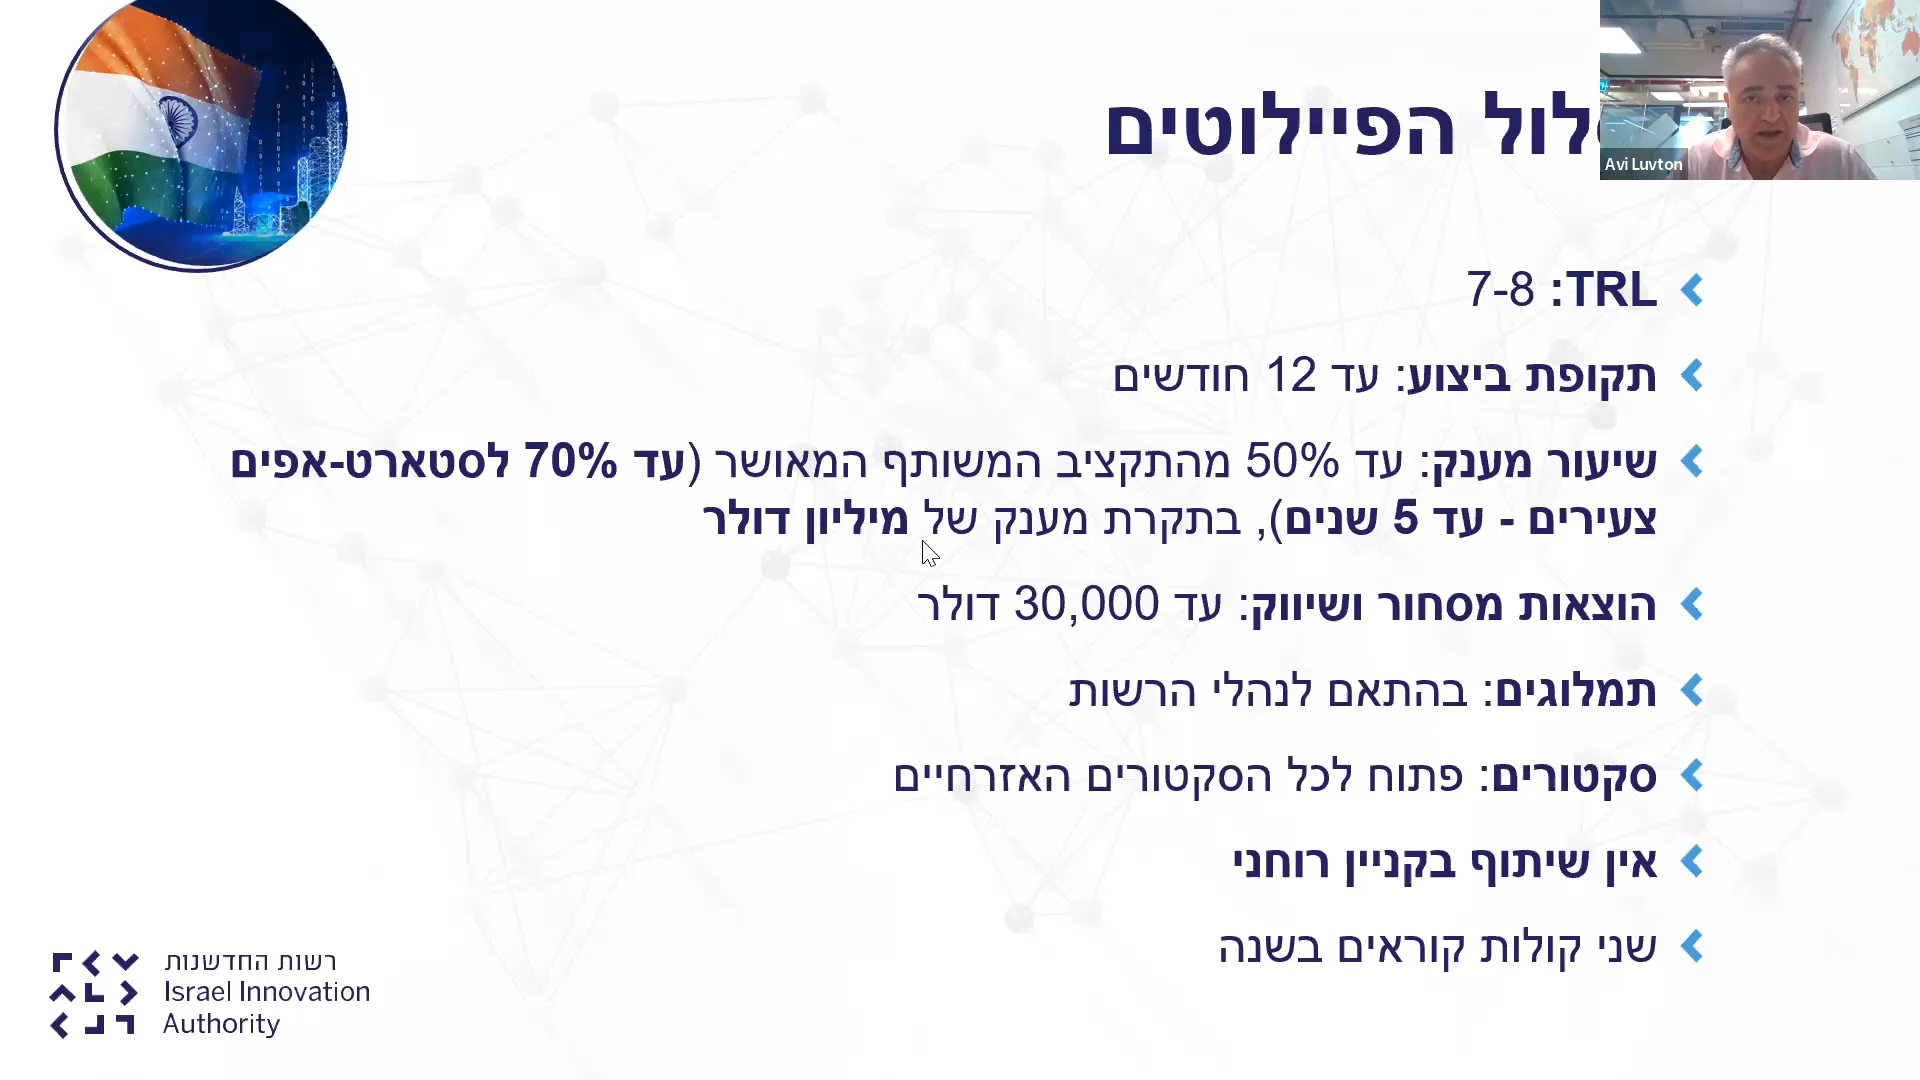 לול הפיילוטים
Avi Luvton
TRL: 7-8
תקופת ביצוע: עד 12 חודשים
שיעור מענק: עד 50% מהתקציב המשותף המאושר (עד 70% לסטארט-אפים
צעירים - עד 5 שנים), בתקרת מענק של מיליון דולר
הוצאות מסחור ושיווק: עד 30,000 דולר
תמלוגים: בהתאם לנהלי הרשות
סקטורים: פתוח לכל הסקטורים האזרחיים
אין שיתוף בקניין רוחני
שני קולות קוראים בשנה
רשות החדשנות
Israel Innovation
Authority